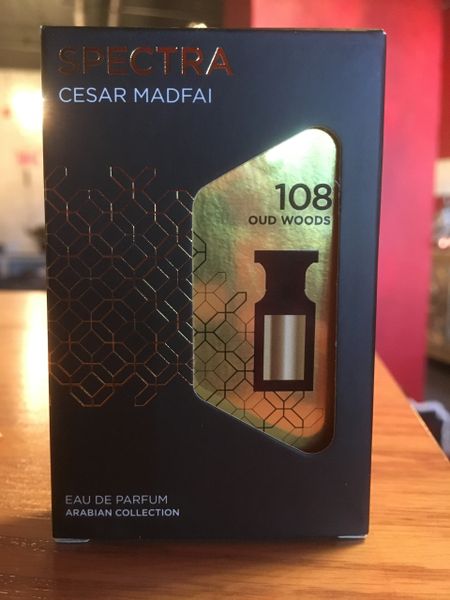 SPECTRA
CESAR MADFAI
108
OUD WOODS
EAU DE PARFUM
ARABIAN COLLECTION